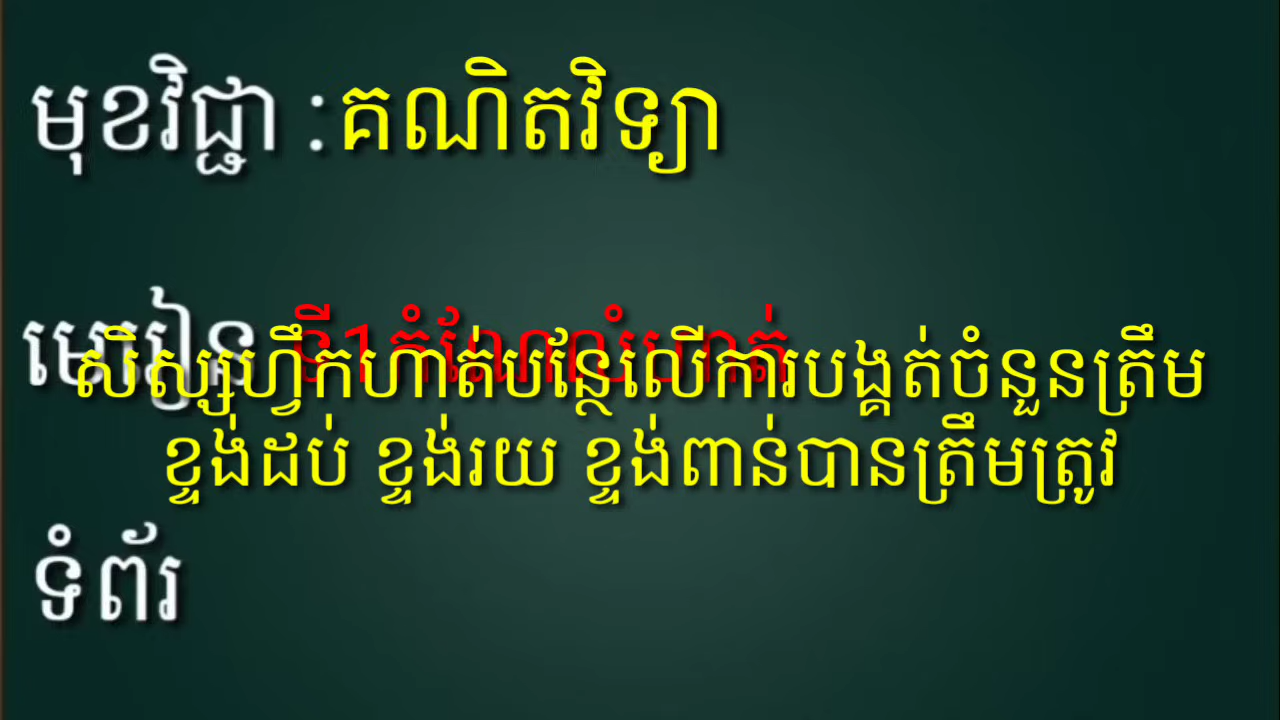 មុខវិជ្ជា : គណិតវិទ្យា
មេរៀន ទី1
សិស្សហ្វឹកហាត់បន្ថែលើការបង្គត់ចំនួនត្រឹម
ខ្ទង់ដប់ ខ្ទង់រយ ខ្ទង់ពាន់បានត្រឹមត្រូវ
ទំព័រ